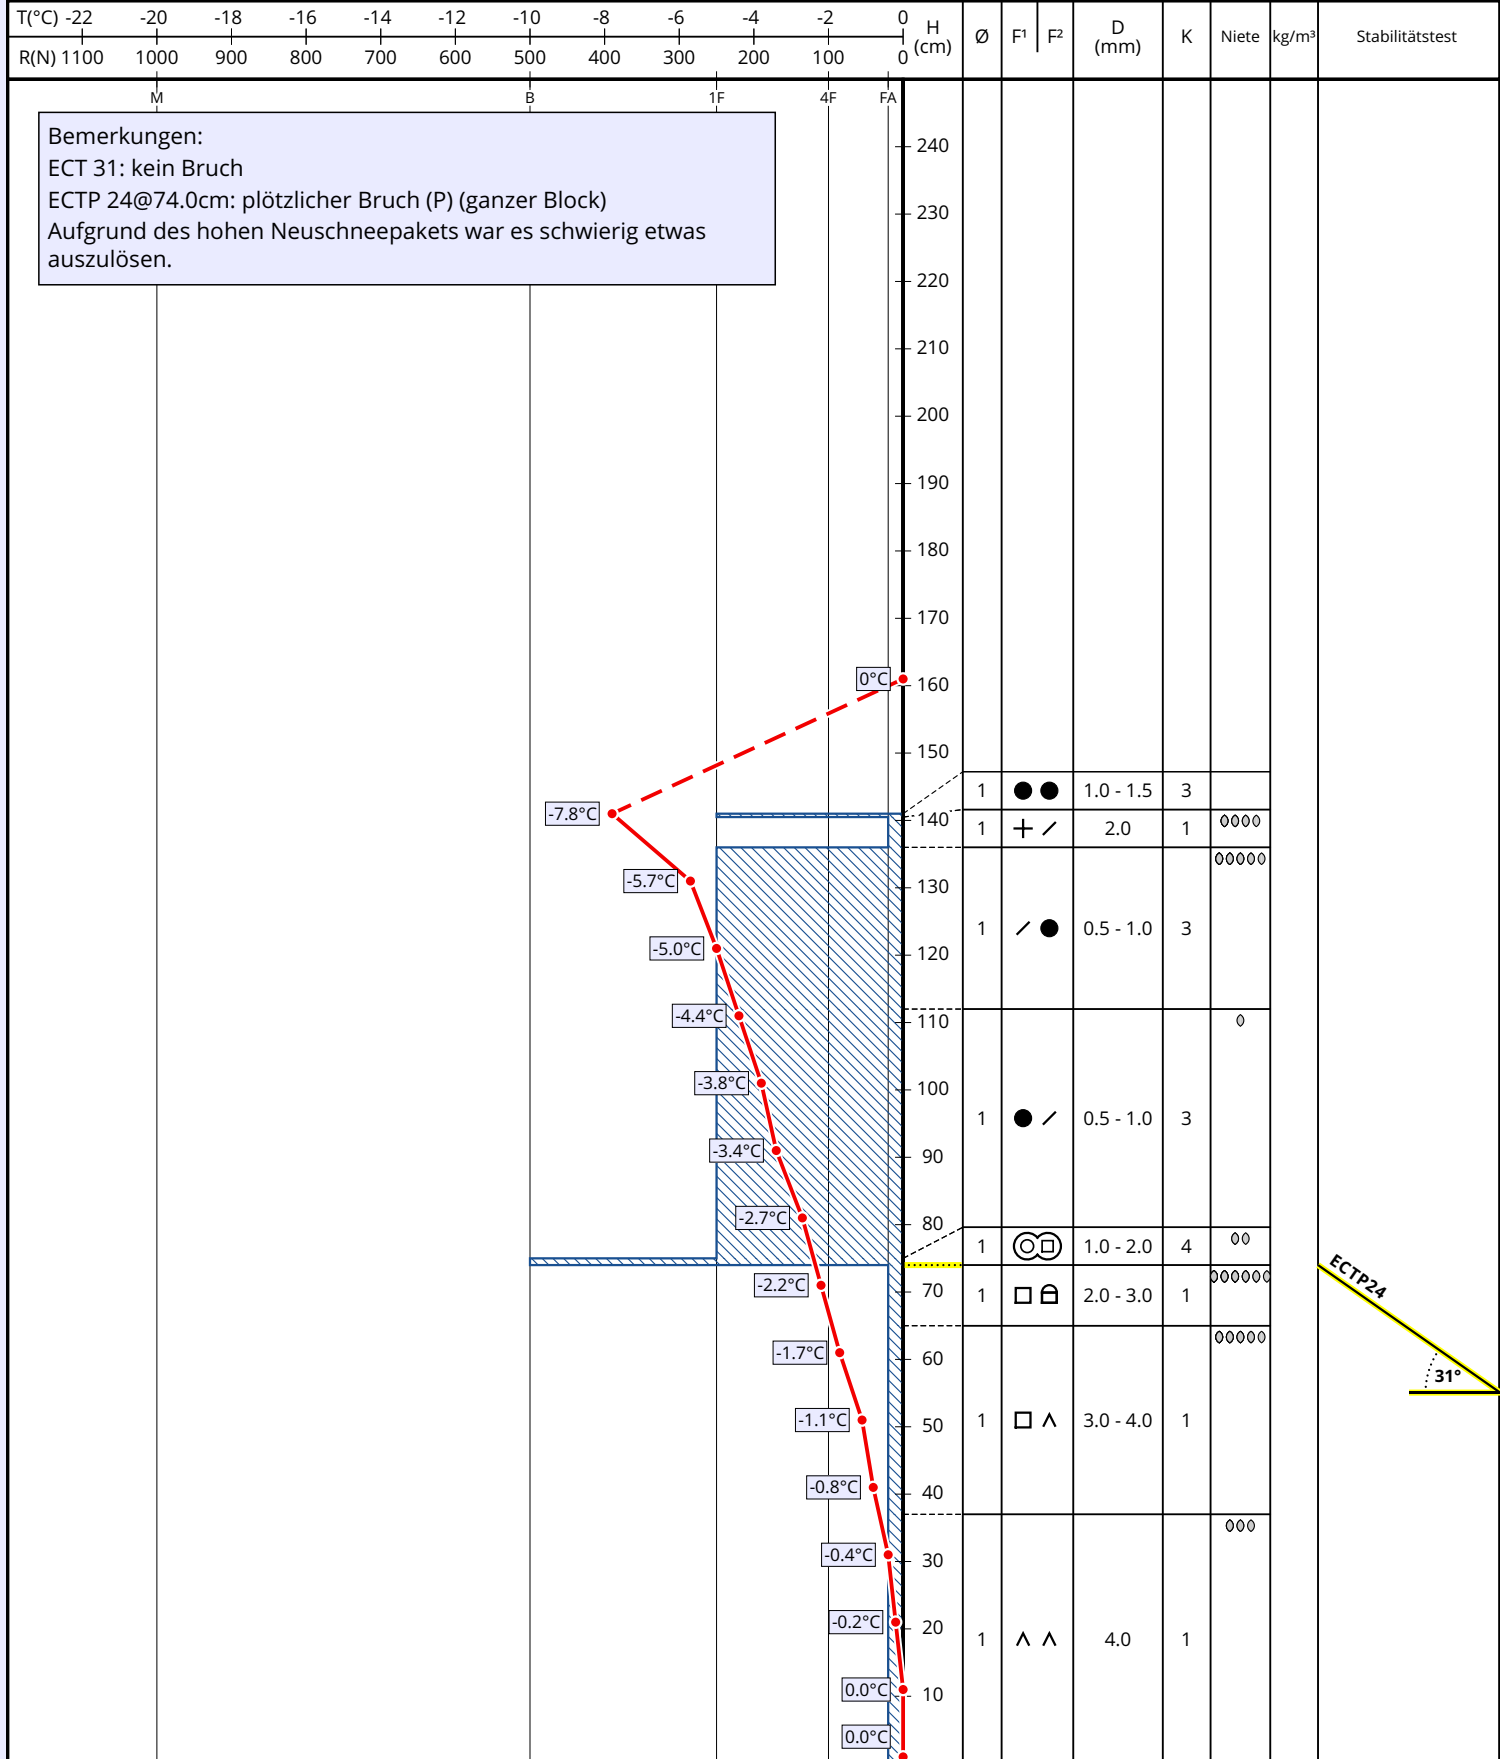 T(°C) -22 -20 -18 -16 -14 -12 -10 -8 -6 -4 -2 0
R(N) 1100 1000 900 800 700 600 500 400 300 200 100 0
H (cm) Ø F¹ F² D (mm) K Niete kg/m³ Stabilitätstest
M B 1F 4F FA
Bemerkungen:
ECT 31: kein Bruch
ECTP 24@74.0cm: plötzlicher Bruch (P) (ganzer Block)
Aufgrund des hohen Neuschneepakets war es schwierig etwas
auszulösen.
240
230
220
210
200
190
180
170
0°C 160
150
1 1.0 - 1.5 3
-7.8°C 140
1 2.0 1
-5.7°C 130
1 0.5 - 1.0 3
-5.0°C 120
-4.4°C 110
-3.8°C 100
1 0.5 - 1.0 3
-3.4°C 90
-2.7°C 80
1 1.0 - 2.0 4
-2.2°C 70
1 2.0 - 3.0 1
ECTP24
-1.7°C 60
31°
-1.1°C 50
1 3.0 - 4.0 1
-0.8°C 40
-0.4°C 30
-0.2°C 20
1 4.0 1
0.0°C 10
0.0°C